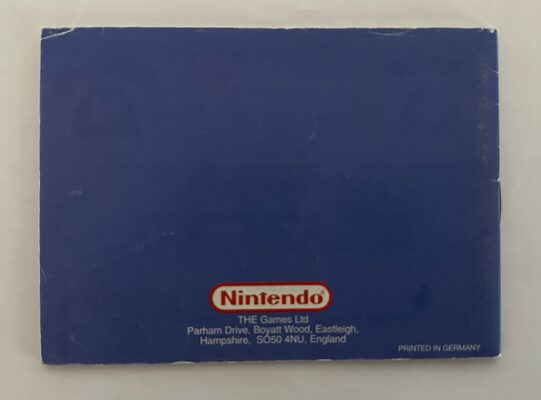 Nintendo®
THE Games Ltd
Parham Drive, Boyatt Wood, Eastleigh,
Hampshire, SO50 4NU, England
PRINTED IN GERMANY